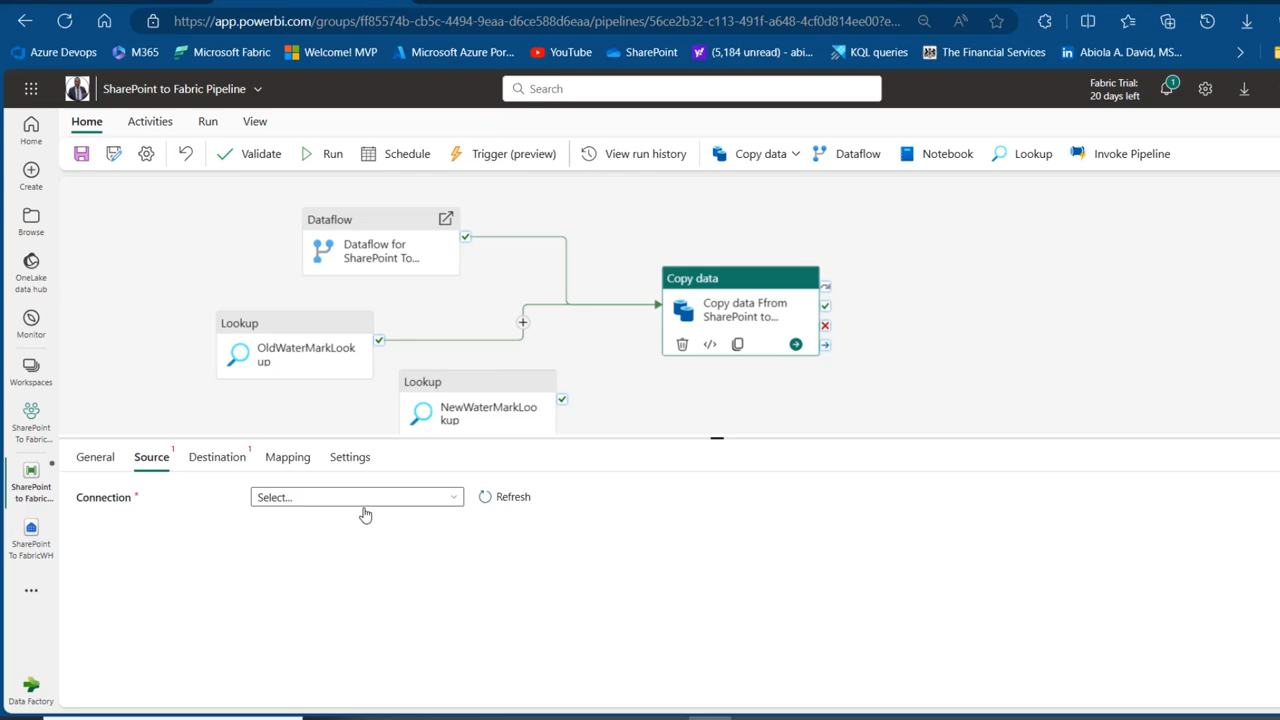 https://app.powerbi.com/groups/ff85574b-cb5c-4494-9eaa-d6ce588d6eaa/pipelines/56ce2b32-c113-491f-a648-4cf0d814ee00?e...
Azure Devops
M365
Microsoft Fabric
Welcome! MVP
Microsoft Azure Por...
YouTube
SharePoint
(5,184 unread) - abi...
KQL queries
The Financial Services
Abiola A. David, MS...
SharePoint to Fabric Pipeline
Search
Fabric Trial:
20 days left
1
Home
Activities
Run
View
Validate
Run
Schedule
Trigger (preview)
View run history
Copy data
Dataflow
Notebook
Lookup
Invoke Pipeline
Home
Create
Browse
OneLake
data hub
Monitor
Workspaces
SharePoint
To Fabric...
SharePoint
to Fabric...
SharePoint
To FabricWH
Data Factory
Dataflow
Dataflow for
SharePoint To...
Lookup
OldWaterMarkLook
up
Lookup
NewWaterMarkLoo
kup
Copy data
Copy data Ffrom
SharePoint to...
General
Source 1
Destination 1
Mapping
Settings
Connection *
Select...
Refresh